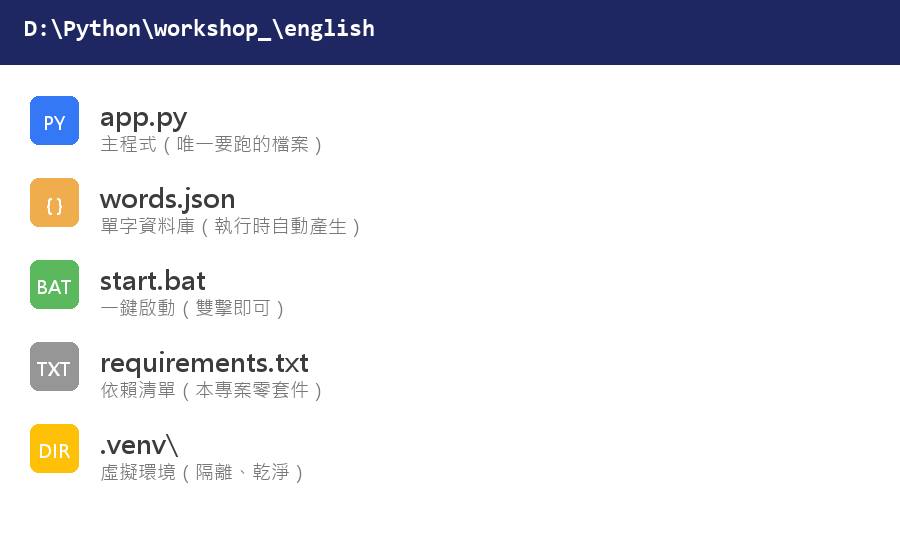 D:\Python\workshop_\english
PY
app.py
主程式（唯一要跑的檔案）
{}
words.json
單字資料庫（執行時自動產生）
BAT
start.bat
一鍵啟動（雙擊即可）
TXT
requirements.txt
依賴清單（本專案零套件）
DIR
.venv\
虛擬環境（隔離、乾淨）